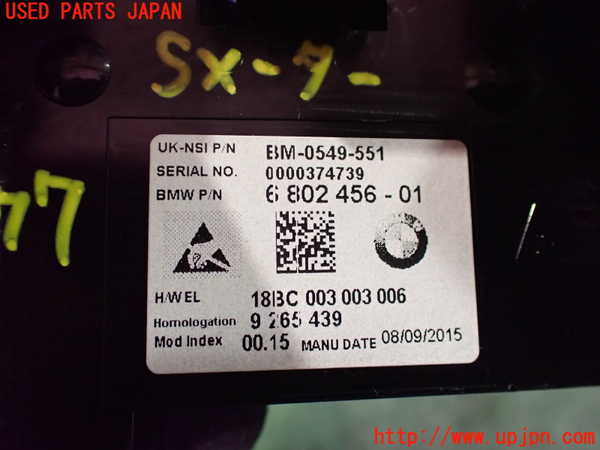 USED PARTS JAPAN
SX-7-
77
UK-NSI P/N BM-0549-551
SERIAL NO. 0000374739
BMW P/N 6 802 456 - 01
H/W EL 18BC 003 003 006
Homologation 9 265 439
Mod Index 00.15 MANU DATE 08/09/2015
http://www.upjpn.com/